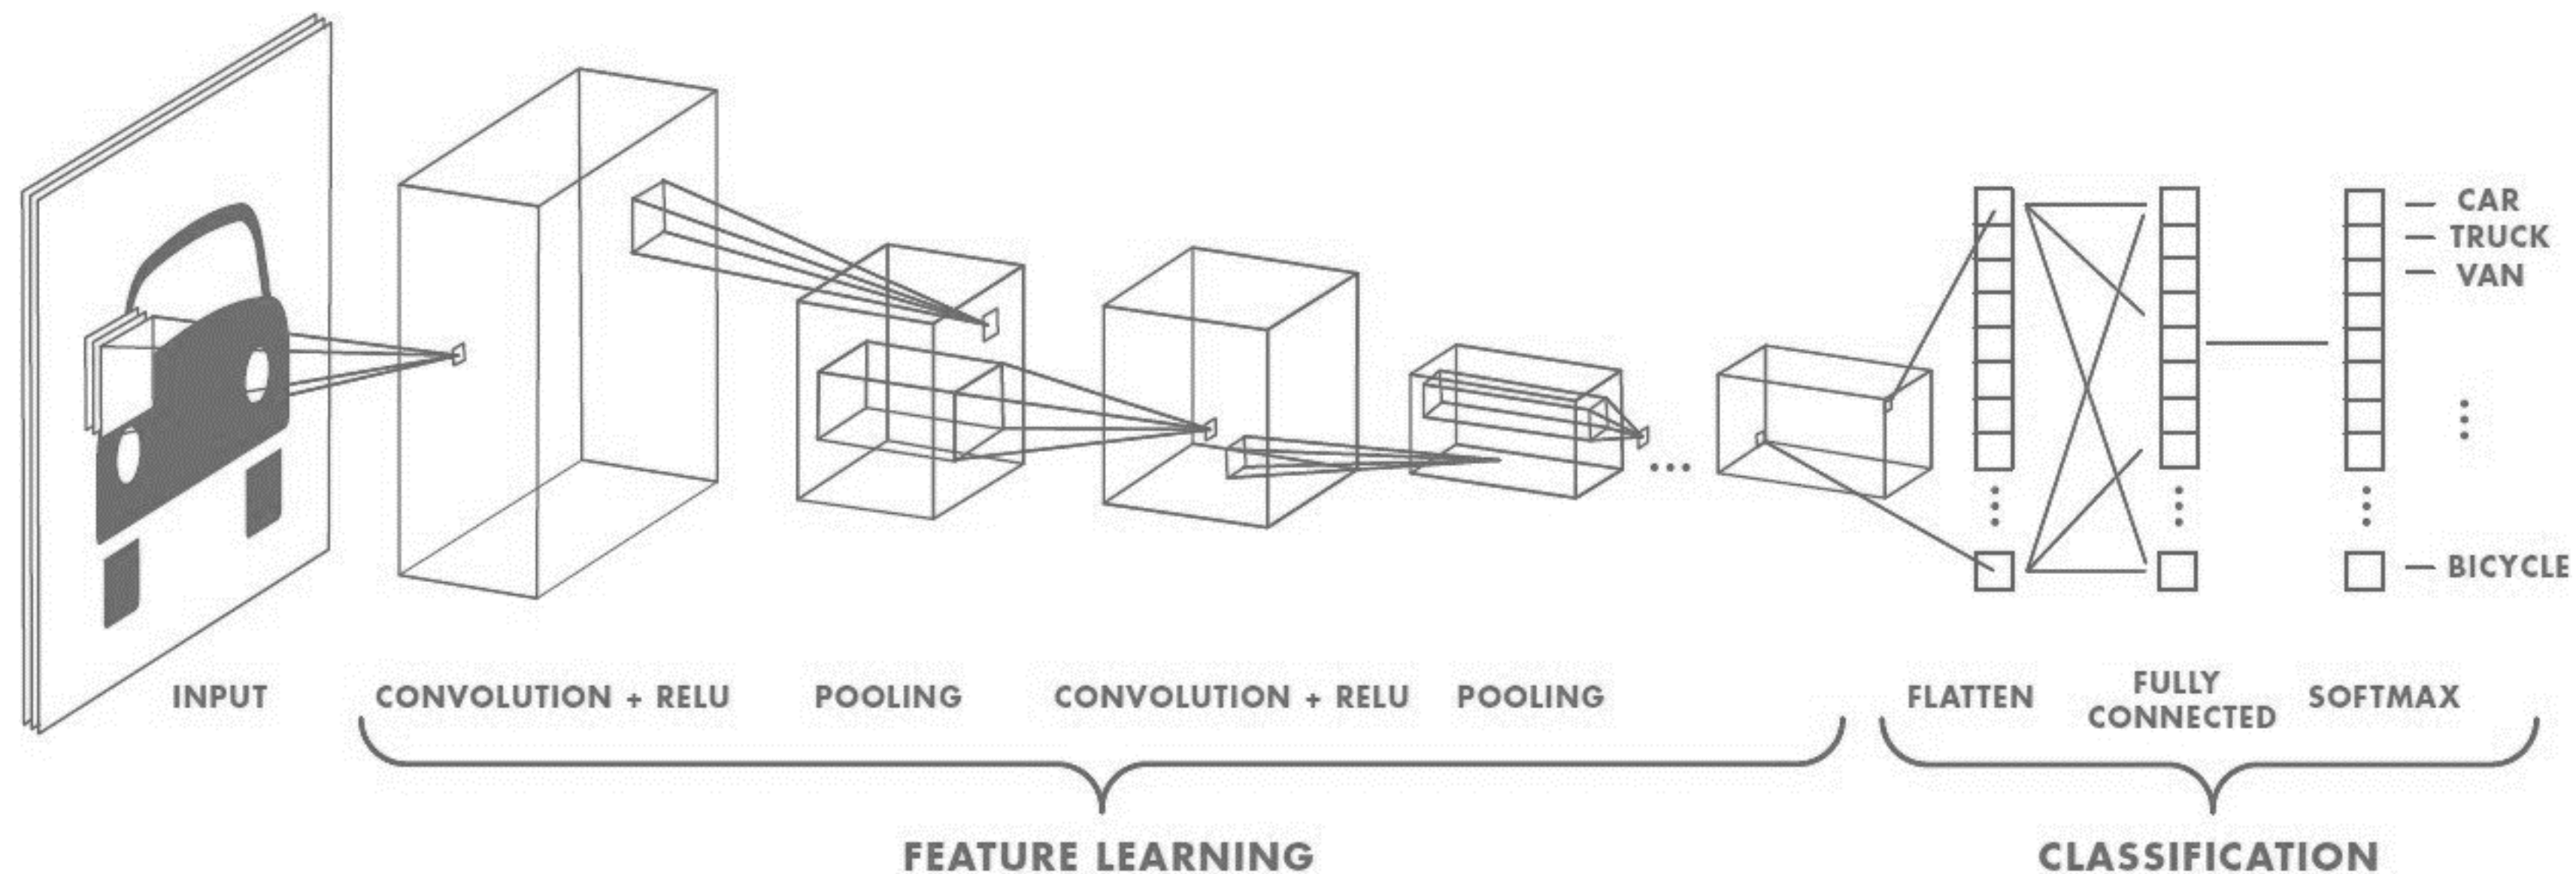 CAR
TRUCK
VAN
BICYCLE
INPUT
CONVOLUTION + RELU
POOLING
CONVOLUTION + RELU
POOLING
FLATTEN
FULLY
CONNECTED
SOFTMAX
FEATURE LEARNING
CLASSIFICATION